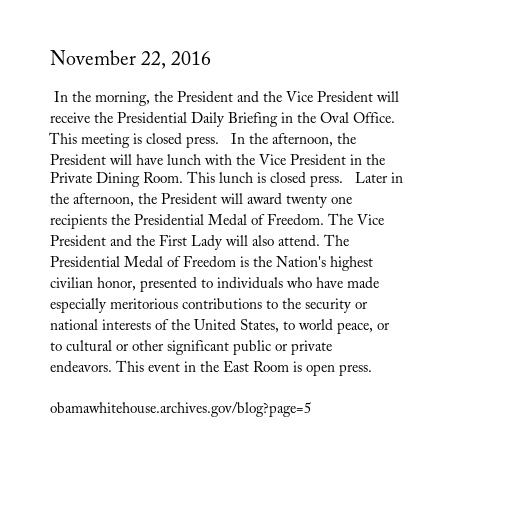 November 22, 2016
In the morning, the President and the Vice President will
receive the Presidential Daily Briefing in the Oval Office.
This meeting is closed press.   In the afternoon, the
President will have lunch with the Vice President in the
Private Dining Room. This lunch is closed press.   Later in
the afternoon, the President will award twenty one
recipients the Presidential Medal of Freedom. The Vice
President and the First Lady will also attend. The
Presidential Medal of Freedom is the Nation's highest
civilian honor, presented to individuals who have made
especially meritorious contributions to the security or
national interests of the United States, to world peace, or
to cultural or other significant public or private
endeavors. This event in the East Room is open press.
obamawhitehouse.archives.gov/blog?page=5